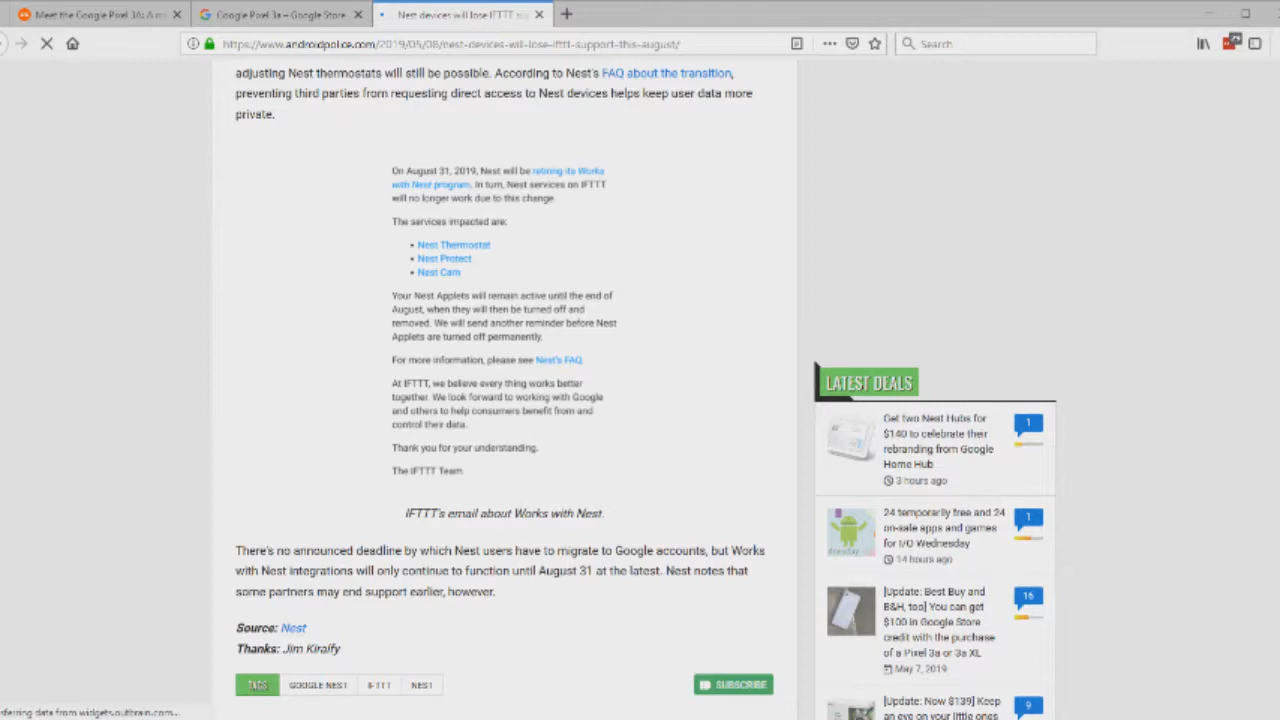 Meet the Google Pixel 3A: A m
Google Pixel 3a – Google Store
Nest devices will lose IFTTT su
https://www.androidpolice.com/2019/05/08/nest-devices-will-lose-ifttt-support-this-august/
Search
adjusting Nest thermostats will still be possible. According to Nest's FAQ about the transition,
preventing third parties from requesting direct access to Nest devices helps keep user data more
private.
On August 31, 2019, Nest will be retiring its Works
with Nest program. In turn, Nest services on IFTTT
will no longer work due to this change.
The services impacted are:
• Nest Thermostat
• Nest Protect
• Nest Cam
Your Nest Applets will remain active until the end of
August, when they will then be turned off and
removed. We will send another reminder before Nest
Applets are turned off permanently.
For more information, please see Nest's FAQ.
At IFTTT, we believe every thing works better
together. We look forward to working with Google
and others to help consumers benefit from and
control their data.
Thank you for your understanding.
The IFTTT Team
IFTTT's email about Works with Nest.
There's no announced deadline by which Nest users have to migrate to Google accounts, but Works
with Nest integrations will only continue to function until August 31 at the latest. Nest notes that
some partners may end support earlier, however.
Source: Nest
Thanks: Jim Kiralfy
TAGS GOOGLE NEST IFTTT NEST
SUBSCRIBE
LATEST DEALS
Get two Nest Hubs for
$140 to celebrate their
rebranding from Google
Home Hub
3 hours ago
1
24 temporarily free and 24
on-sale apps and games
for I/O Wednesday
14 hours ago
1
[Update: Best Buy and
B&H, too] You can get
$100 in Google Store
credit with the purchase
of a Pixel 3a or 3a XL
May 7, 2019
16
[Update: Now $139] Keep
an eye on your little ones
9
sferring data from widgets.outbrain.com...